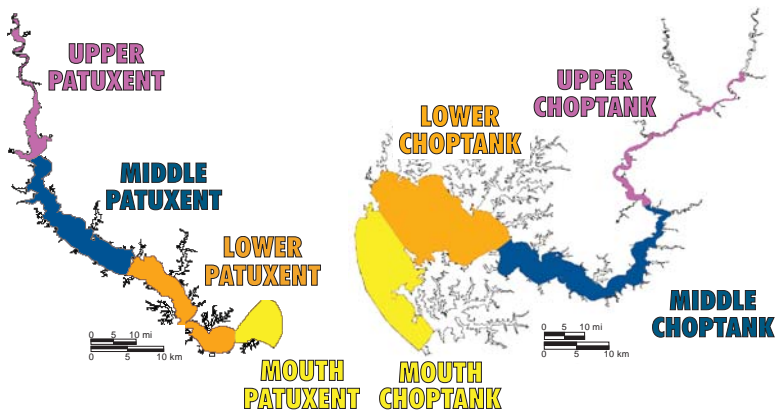 UPPER
PATUXENT
MIDDLE
PATUXENT
LOWER
PATUXENT
0 5 10 mi
0 5 10 km
MOUTH
PATUXENT
LOWER
CHOPTANK
UPPER
CHOPTANK
MIDDLE
CHOPTANK
0 5 10 mi
0 5 10 km
MOUTH
CHOPTANK